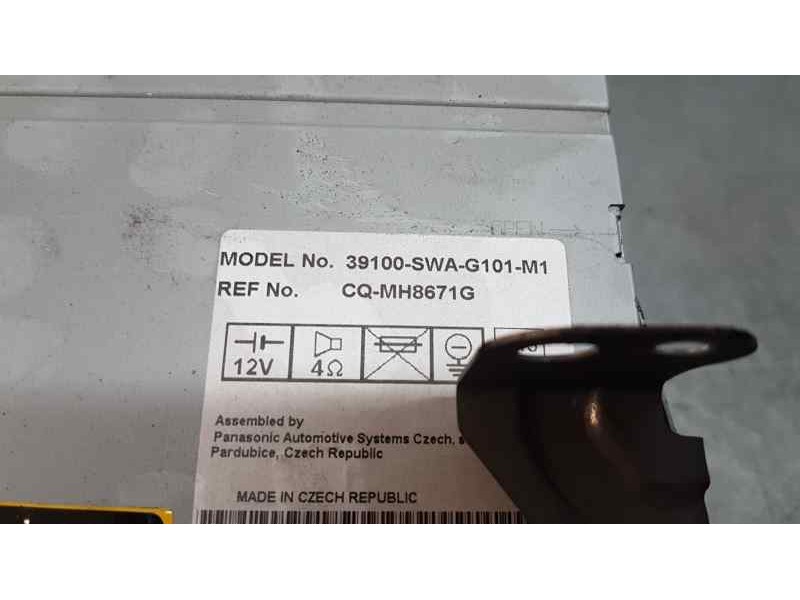 OPEN
MODEL No. 39100-SWA-G101-M1
REF No. CQ-MH8671G
12V 4Ω
Assembled by
Panasonic Automotive Systems Czech,
Pardubice, Czech Republic
MADE IN CZECH REPUBLIC